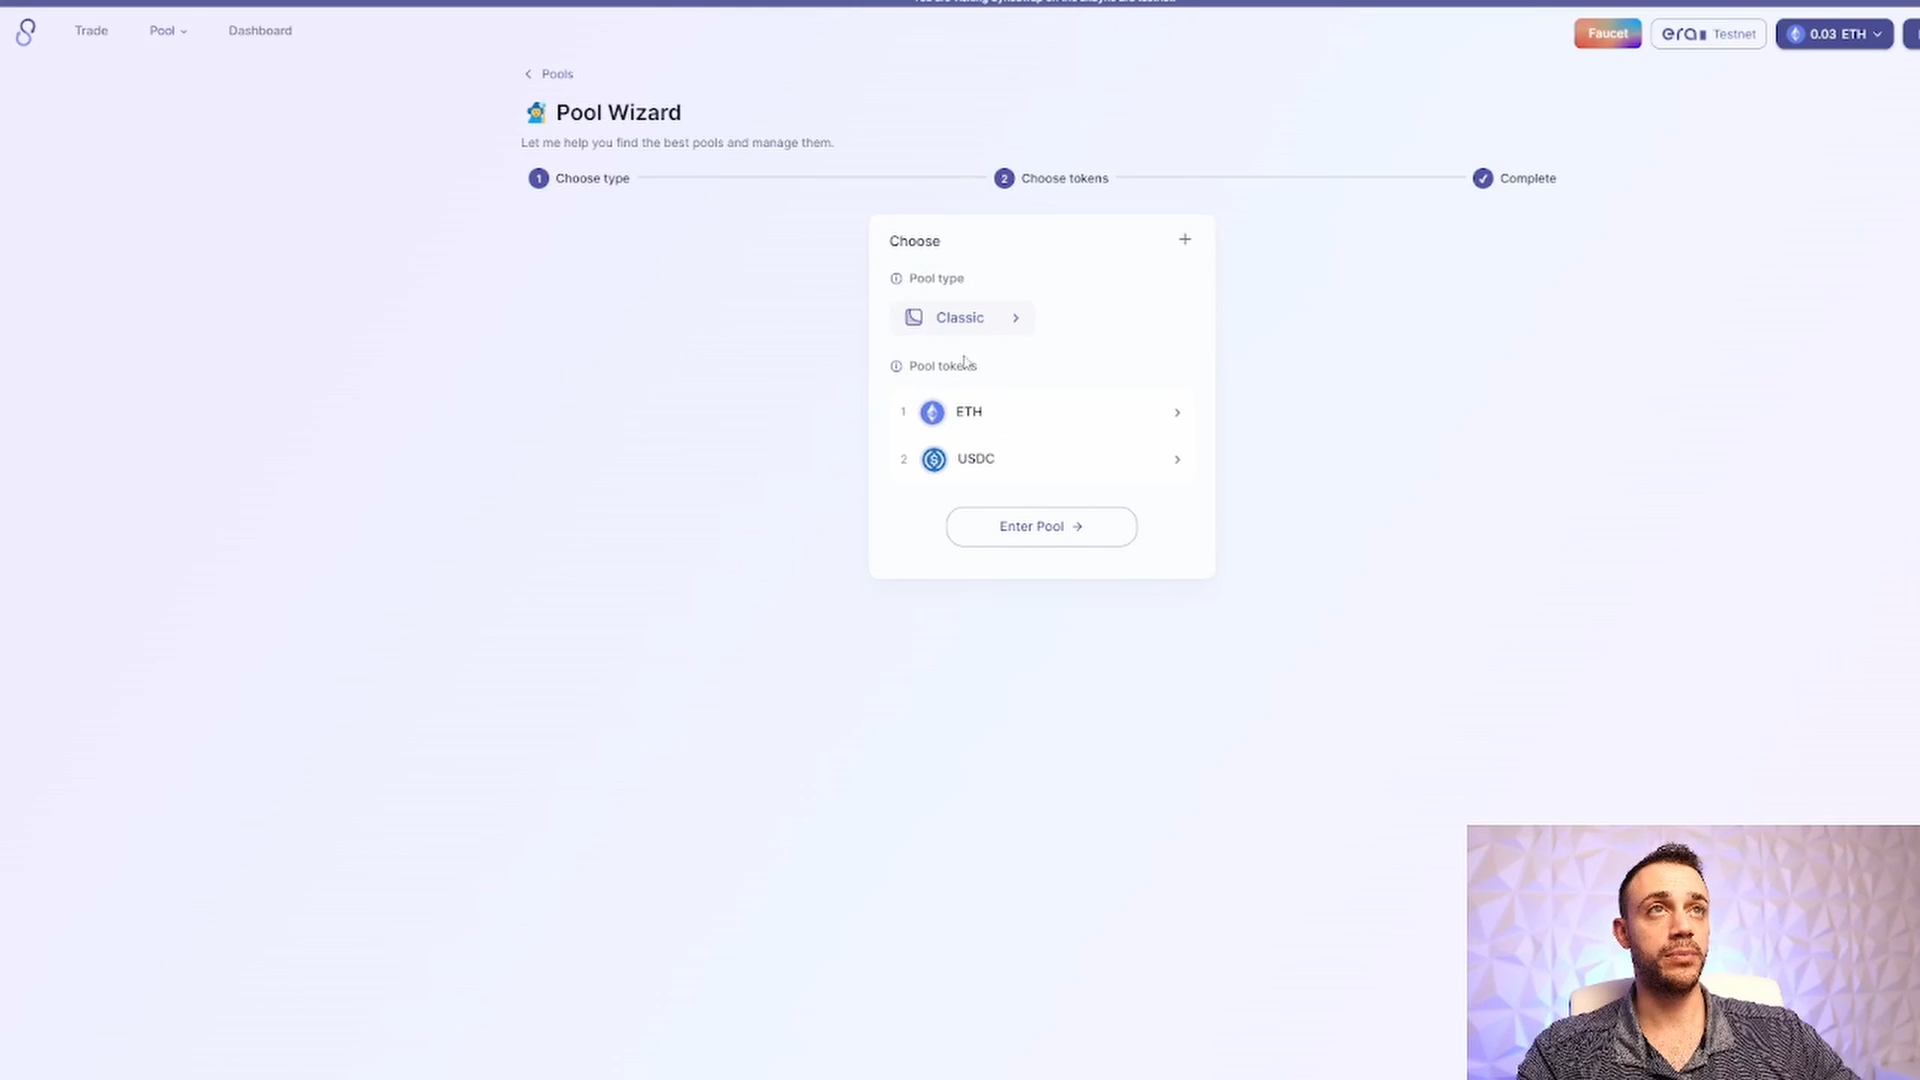 Trade
Pool
Dashboard
Faucet
era Testnet
0.03 ETH
Pools
Pool Wizard
Let me help you find the best pools and manage them.
1 Choose type
2 Choose tokens
Complete
Choose
Pool type
Classic
Pool tokens
1 ETH
2 USDC
Enter Pool